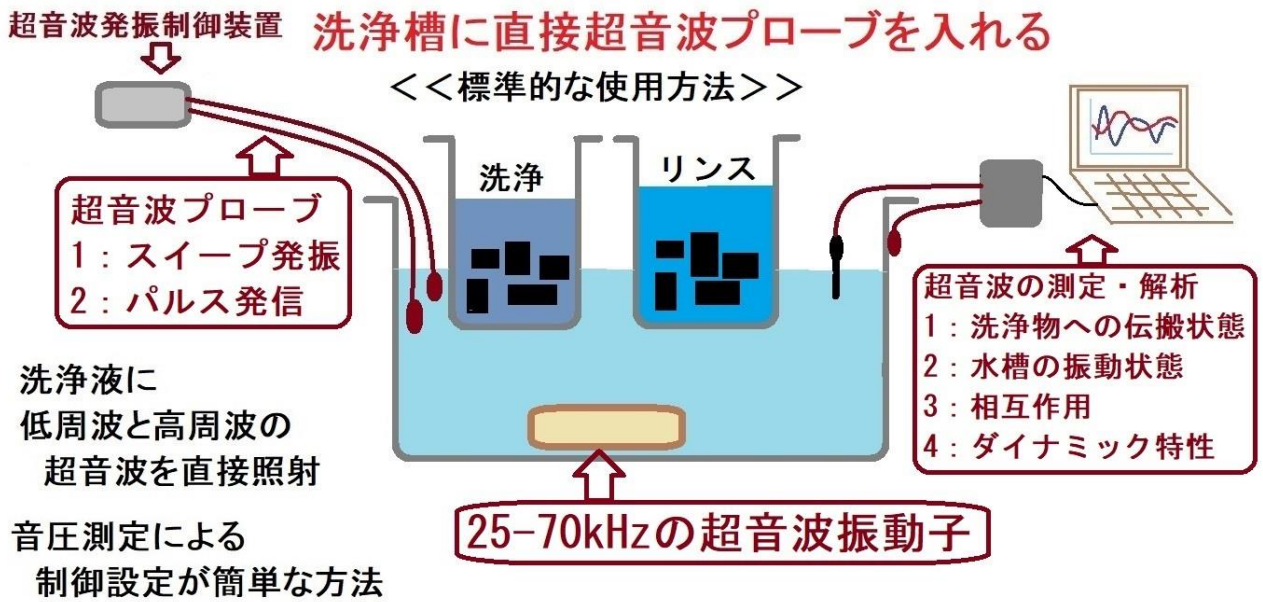 超音波発振制御装置
洗浄槽に直接超音波プローブを入れる
<<標準的な使用方法>>
超音波プローブ
1:スイープ発振
2:パルス発信
洗浄
リンス
超音波の測定・解析
1:洗浄物への伝搬状態
2:水槽の振動状態
3:相互作用
4:ダイナミック特性
洗浄液に
低周波と高周波の
超音波を直接照射
25-70kHzの超音波振動子
音圧測定による
制御設定が簡単な方法